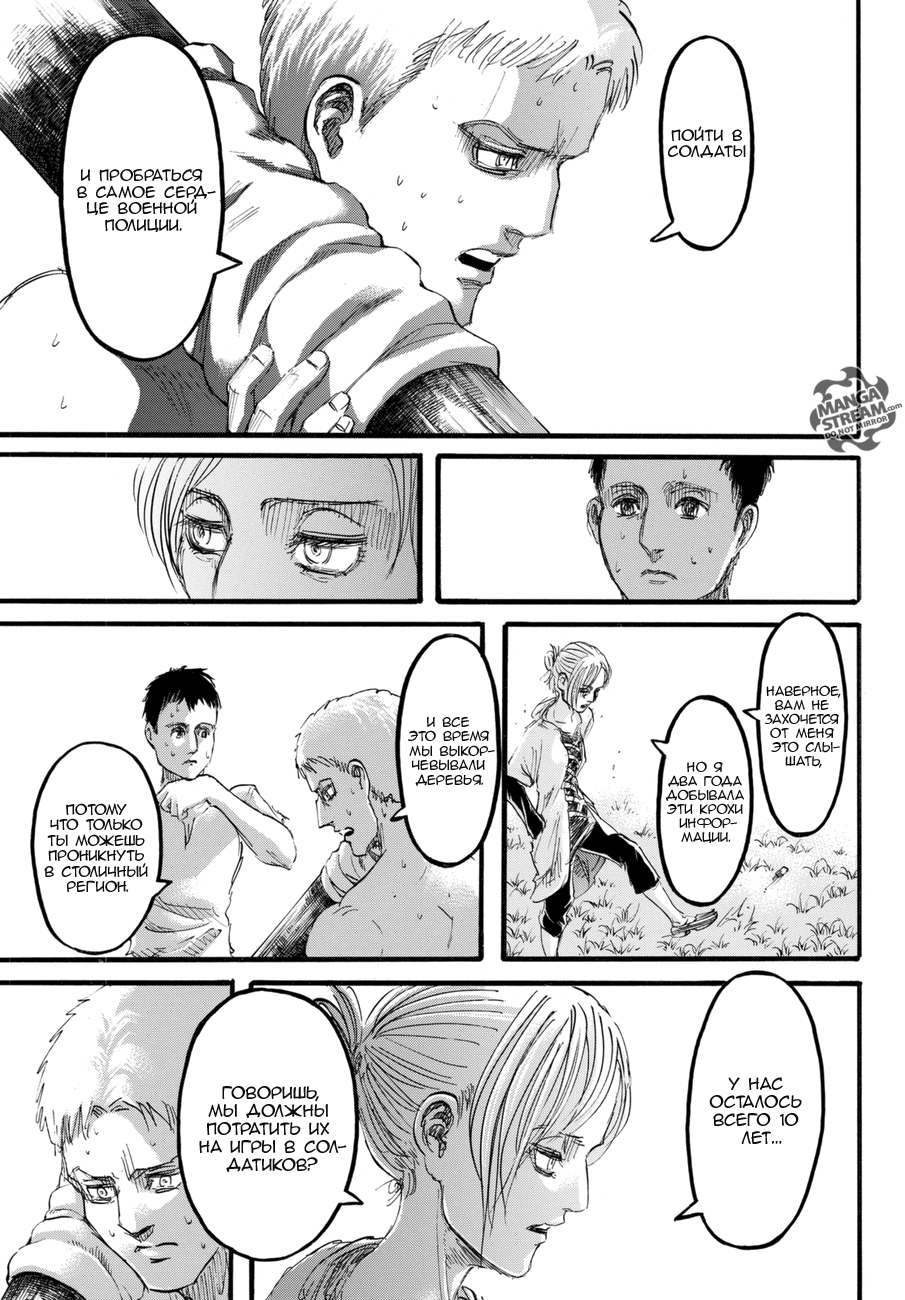 ПОЙТИ В
СОЛДАТЫ
И ПРОБРАТЬСЯ
В САМОЕ СЕРД-
ЦЕ ВОЕННОЙ
ПОЛИЦИИ.
MANGA
STREAM.com
DO NOT MIRROR
НАВЕРНОЕ,
ВАМ НЕ
ЗАХОЧЕТСЯ
ОТ МЕНЯ
ЭТО СЛЫ-
ШАТЬ,
НО Я
ДВА ГОДА
ДОБЫВАЛА
ЭТИ КРОХИ
ИНФОР-
МАЦИИ.
И ВСЕ
ЭТО ВРЕМЯ
МЫ ВЫКОР-
ЧЕВЫВАЛИ
ДЕРЕВЬЯ.
ПОТОМУ
ЧТО ТОЛЬКО
ТЫ МОЖЕШЬ
ПРОНИКНУТЬ
В СТОЛИЧНЫЙ
РЕГИОН.
У НАС
ОСТАЛОСЬ
ВСЕГО 10
ЛЕТ...
ГОВОРИШЬ,
МЫ ДОЛЖНЫ
ПОТРАТИТЬ ИХ
НА ИГРЫ В СОЛ-
ДАТИКОВ?